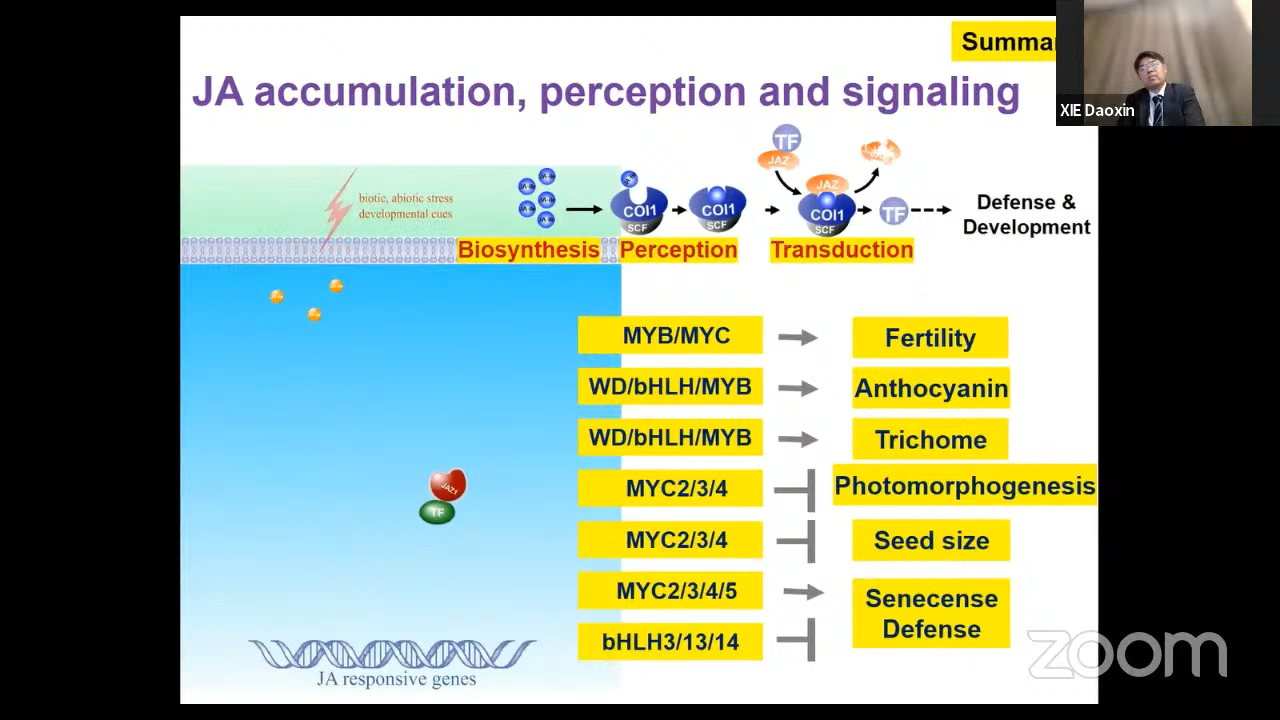 Summa
XIE Daoxin
JA accumulation, perception and signaling
TF
JAZ
biotic, abiotic stress
developmental cues
COI1
SCF
COI1
SCF
JAZ
COI1
SCF
TF
Defense &
Development
Biosynthesis
Perception
Transduction
MYB/MYC
Fertility
WD/bHLH/MYB
Anthocyanin
WD/bHLH/MYB
Trichome
MYC2/3/4
Photomorphogenesis
JAZ1
TF
MYC2/3/4
Seed size
MYC2/3/4/5
Senecense
Defense
bHLH3/13/14
JA responsive genes
zoom